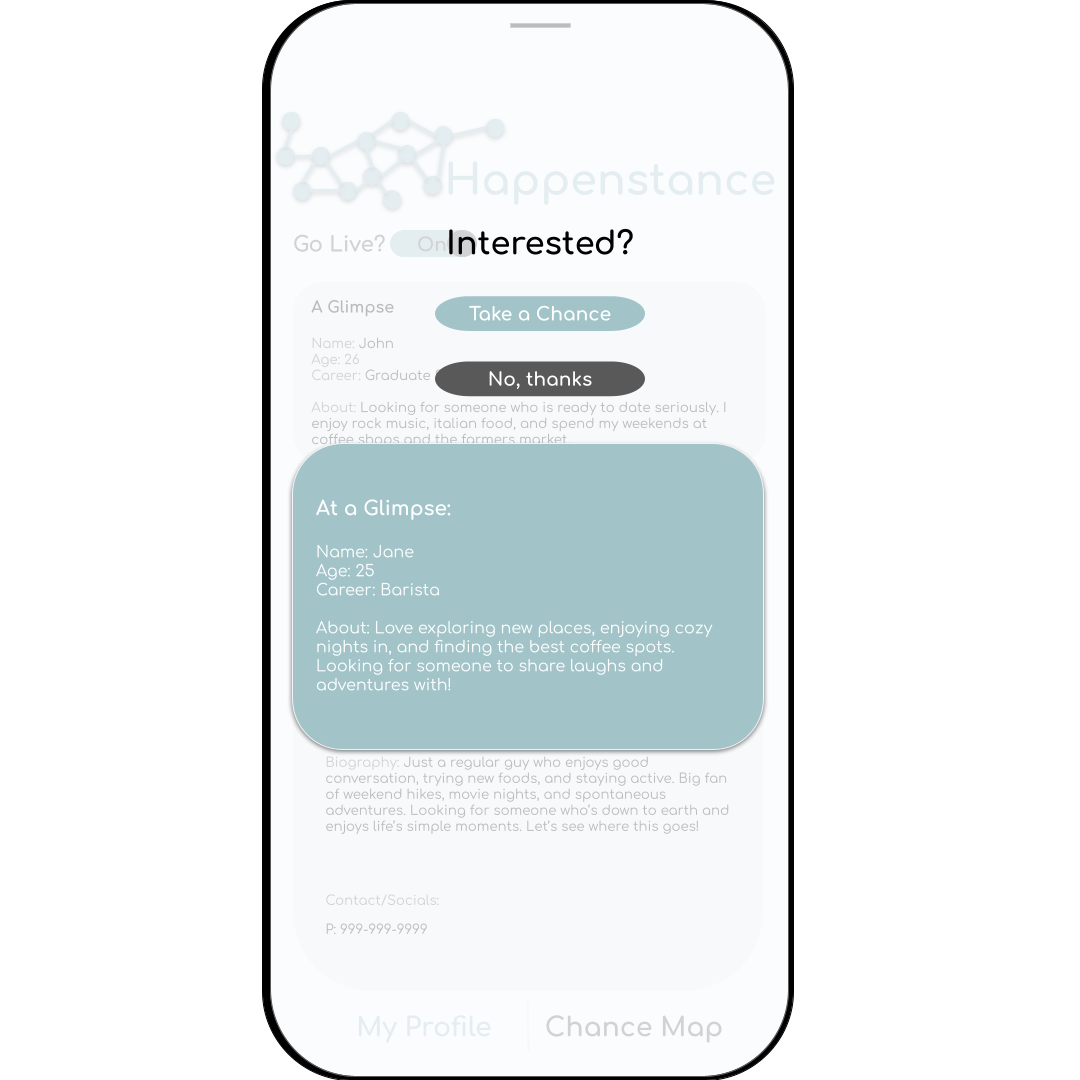 Happenstance
Go Live?
On
Interested?
A Glimpse
Take a Chance
Name: John
Age: 26
Career: Graduate
No, thanks
About: Looking for someone who is ready to date seriously. I
enjoy rock music, italian food, and spend my weekends at
coffee shops and the farmers market
At a Glimpse:
Name: Jane
Age: 25
Career: Barista
About: Love exploring new places, enjoying cozy
nights in, and finding the best coffee spots.
Looking for someone to share laughs and
adventures with!
Biography: Just a regular guy who enjoys good
conversation, trying new foods, and staying active. Big fan
of weekend hikes, movie nights, and spontaneous
adventures. Looking for someone who's down to earth and
enjoys life's simple moments. Let's see where this goes!
Contact/Socials:
P: 999-999-9999
My Profile
Chance Map